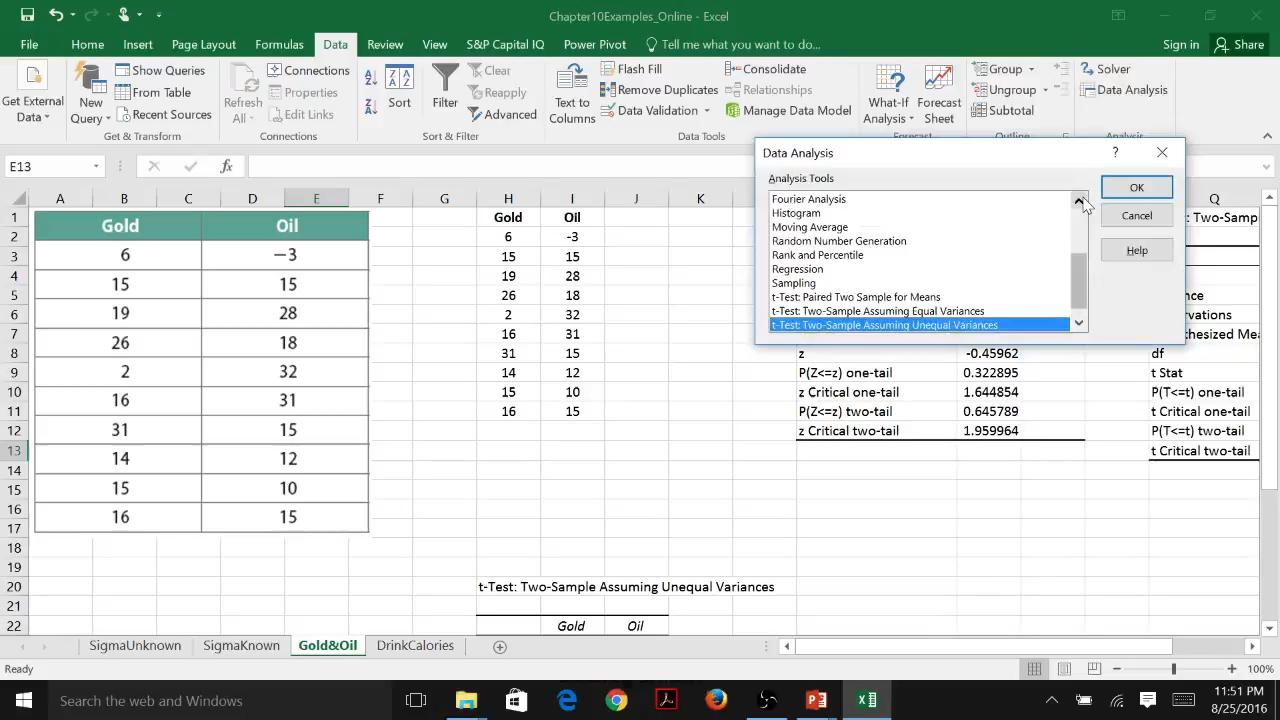 Chapter10Examples_Online - Excel
File Home Insert Page Layout Formulas Data Review View S&P Capital IQ Power Pivot Tell me what you want to do... Sign in Share
Get External Data
New Query
Show Queries
From Table
Recent Sources
Get & Transform
Refresh All
Connections
Properties
Edit Links
Connections
Sort
Filter
Clear
Reapply
Advanced
Sort & Filter
Text to Columns
Flash Fill
Remove Duplicates
Data Validation
Consolidate
Relationships
Manage Data Models
Data Tools
What-If Analysis
Forecast Sheet
Forecast
Group
Ungroup
Subtotal
Outline
Solver
Data Analysis
Analysis
E13
fx
A B C D E F G H I J K Q
Gold Oil
6 −3
15 15
19 28
26 18
2 32
16 31
31 15
14 12
15 10
16 15
1 Gold Oil : Two-Samp
2 6 -3
3 15 15
4 19 28
5 26 18 nce
6 2 32 rvations
7 16 31 hesized Mea
8 31 15 z -0.45962 df
9 14 12 P(Z<=z) one-tail 0.322895 t Stat
10 15 10 z Critical one-tail 1.644854 P(T<=t) one-tail
11 16 15 P(Z<=z) two-tail 0.645789 t Critical one-tail
12 z Critical two-tail 1.959964 P(T<=t) two-tail
13 t Critical two-tail
14
15
16
17
18
19
20 t-Test: Two-Sample Assuming Unequal Variances
21
22 Gold Oil
Data Analysis
?
Analysis Tools
Fourier Analysis
Histogram
Moving Average
Random Number Generation
Rank and Percentile
Regression
Sampling
t-Test: Paired Two Sample for Means
t-Test: Two-Sample Assuming Equal Variances
t-Test: Two-Sample Assuming Unequal Variances
OK
Cancel
Help
SigmaUnknown SigmaKnown Gold&Oil DrinkCalories
Ready
100%
Search the web and Windows
11:51 PM
8/25/2016